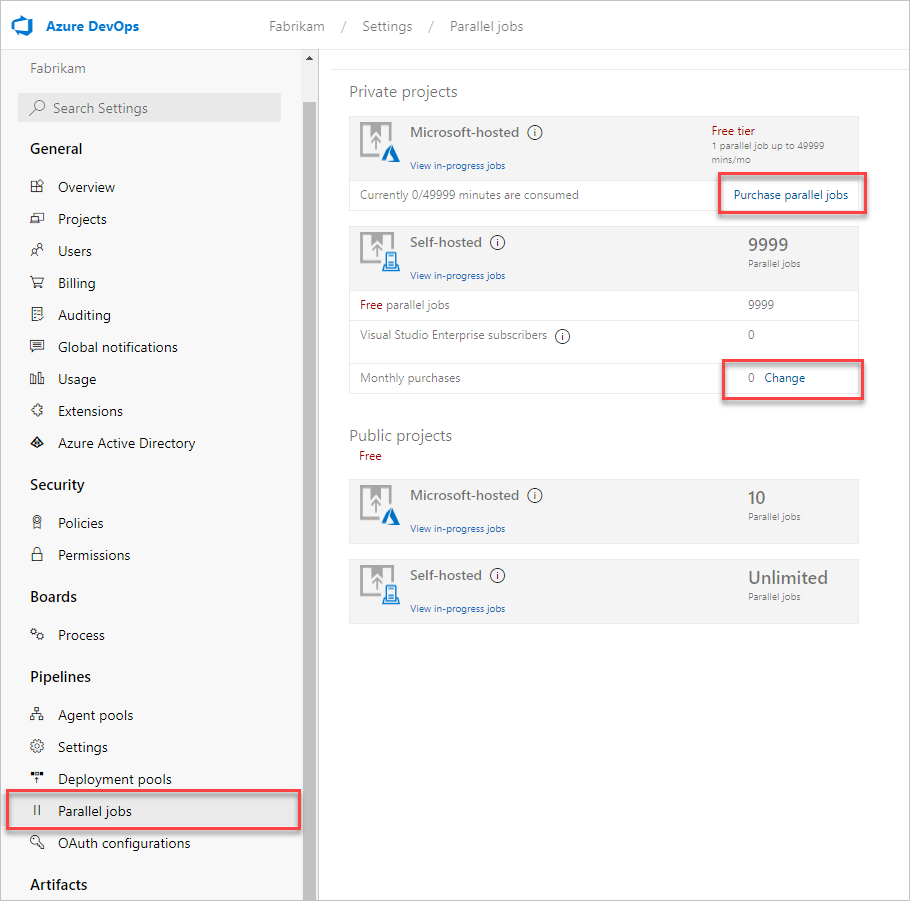 Azure DevOps
Fabrikam / Settings / Parallel jobs
Fabrikam
Search Settings
General
Overview
Projects
Users
Billing
Auditing
Global notifications
Usage
Extensions
Azure Active Directory
Security
Policies
Permissions
Boards
Process
Pipelines
Agent pools
Settings
Deployment pools
Parallel jobs
OAuth configurations
Artifacts
Private projects
Microsoft-hosted
View in-progress jobs
Free tier
1 parallel job up to 49999
mins/mo
Currently 0/49999 minutes are consumed
Purchase parallel jobs
Self-hosted
View in-progress jobs
9999
Parallel jobs
Free parallel jobs 9999
Visual Studio Enterprise subscribers 0
Monthly purchases 0 Change
Public projects
Free
Microsoft-hosted
View in-progress jobs
10
Parallel jobs
Self-hosted
View in-progress jobs
Unlimited
Parallel jobs